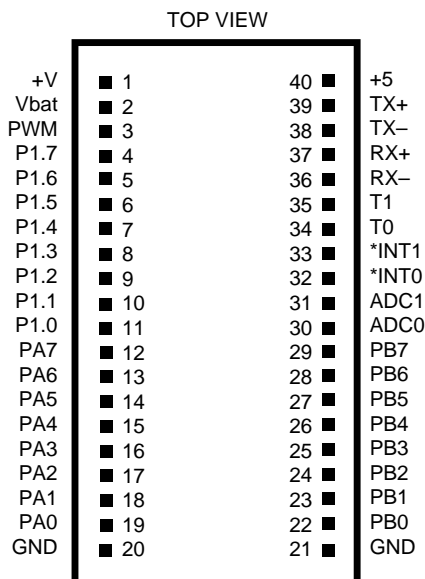 TOP VIEW
+V 1 40 +5
Vbat 2 39 TX+
PWM 3 38 TX–
P1.7 4 37 RX+
P1.6 5 36 RX–
P1.5 6 35 T1
P1.4 7 34 T0
P1.3 8 33 *INT1
P1.2 9 32 *INT0
P1.1 10 31 ADC1
P1.0 11 30 ADC0
PA7 12 29 PB7
PA6 13 28 PB6
PA5 14 27 PB5
PA4 15 26 PB4
PA3 16 25 PB3
PA2 17 24 PB2
PA1 18 23 PB1
PA0 19 22 PB0
GND 20 21 GND